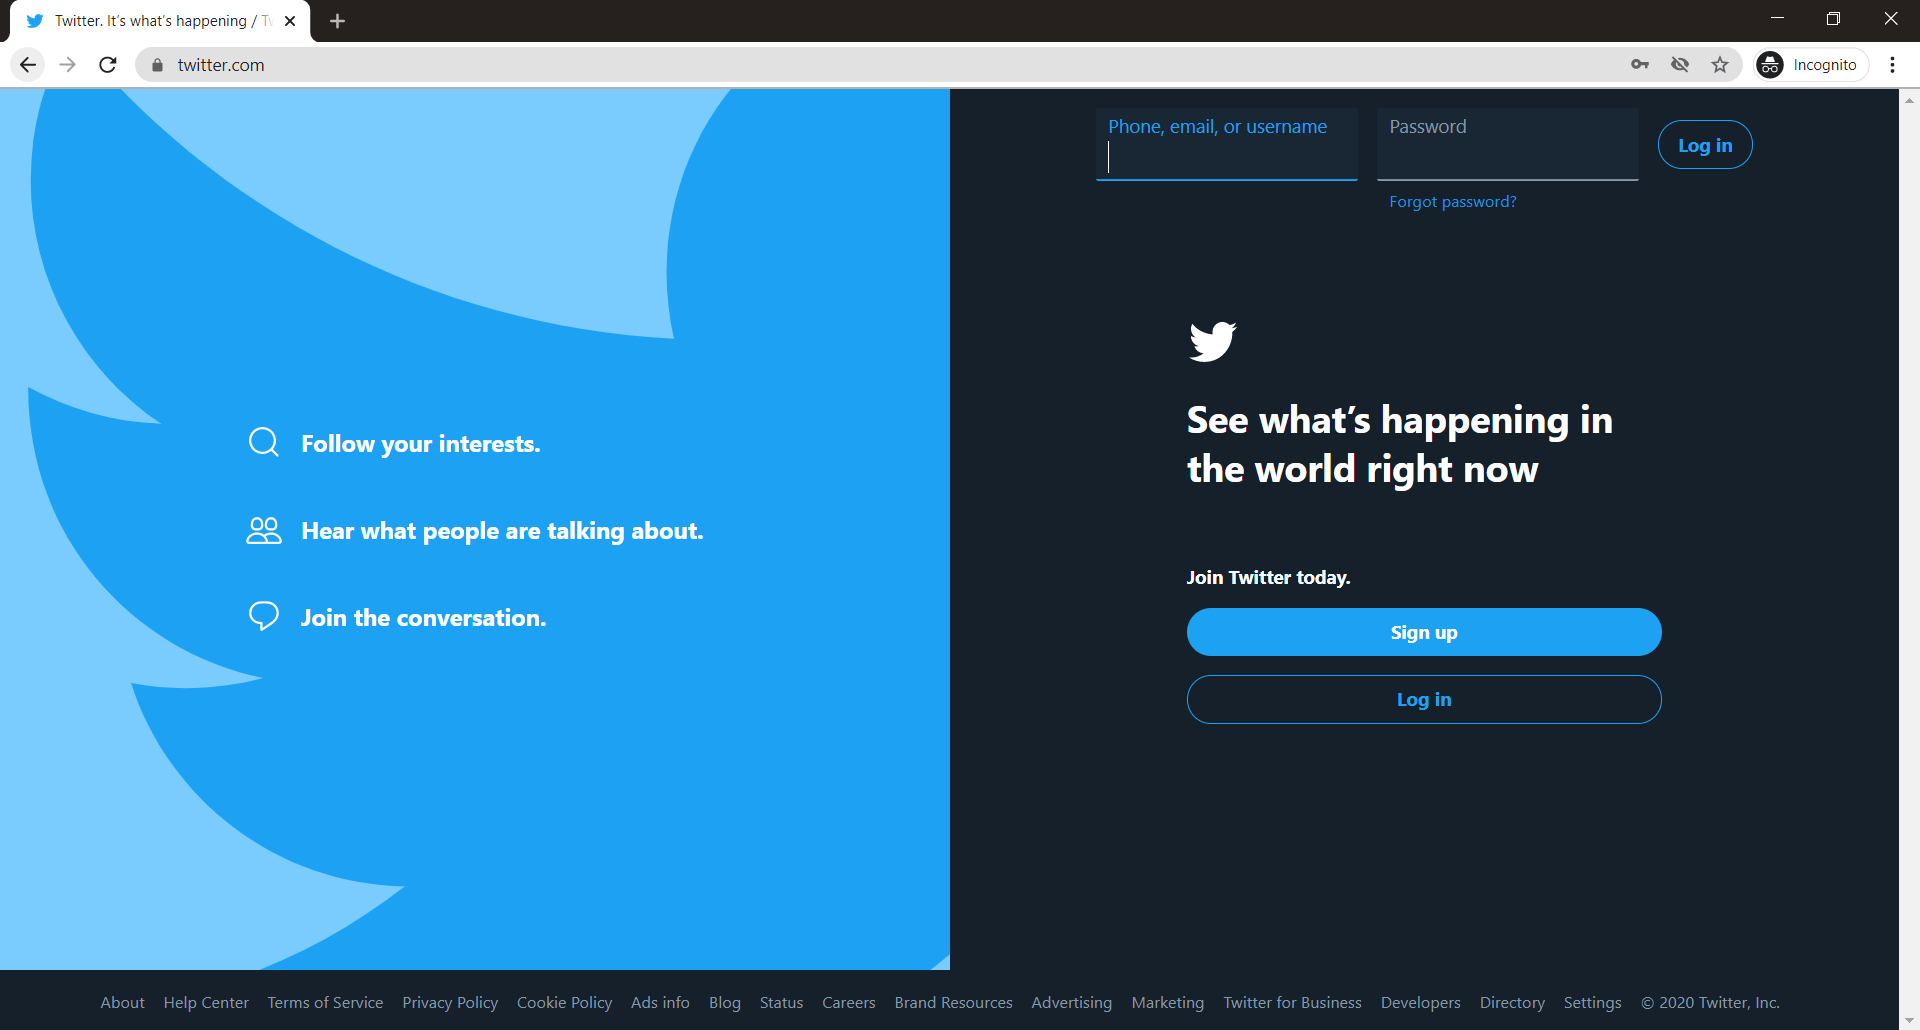 Twitter. It's what's happening / Tw
twitter.com
Incognito
Phone, email, or username
Password
Log in
Forgot password?
Follow your interests.
Hear what people are talking about.
Join the conversation.
See what's happening in
the world right now
Join Twitter today.
Sign up
Log in
About Help Center Terms of Service Privacy Policy Cookie Policy Ads info Blog Status Careers Brand Resources Advertising Marketing Twitter for Business Developers Directory Settings © 2020 Twitter, Inc.